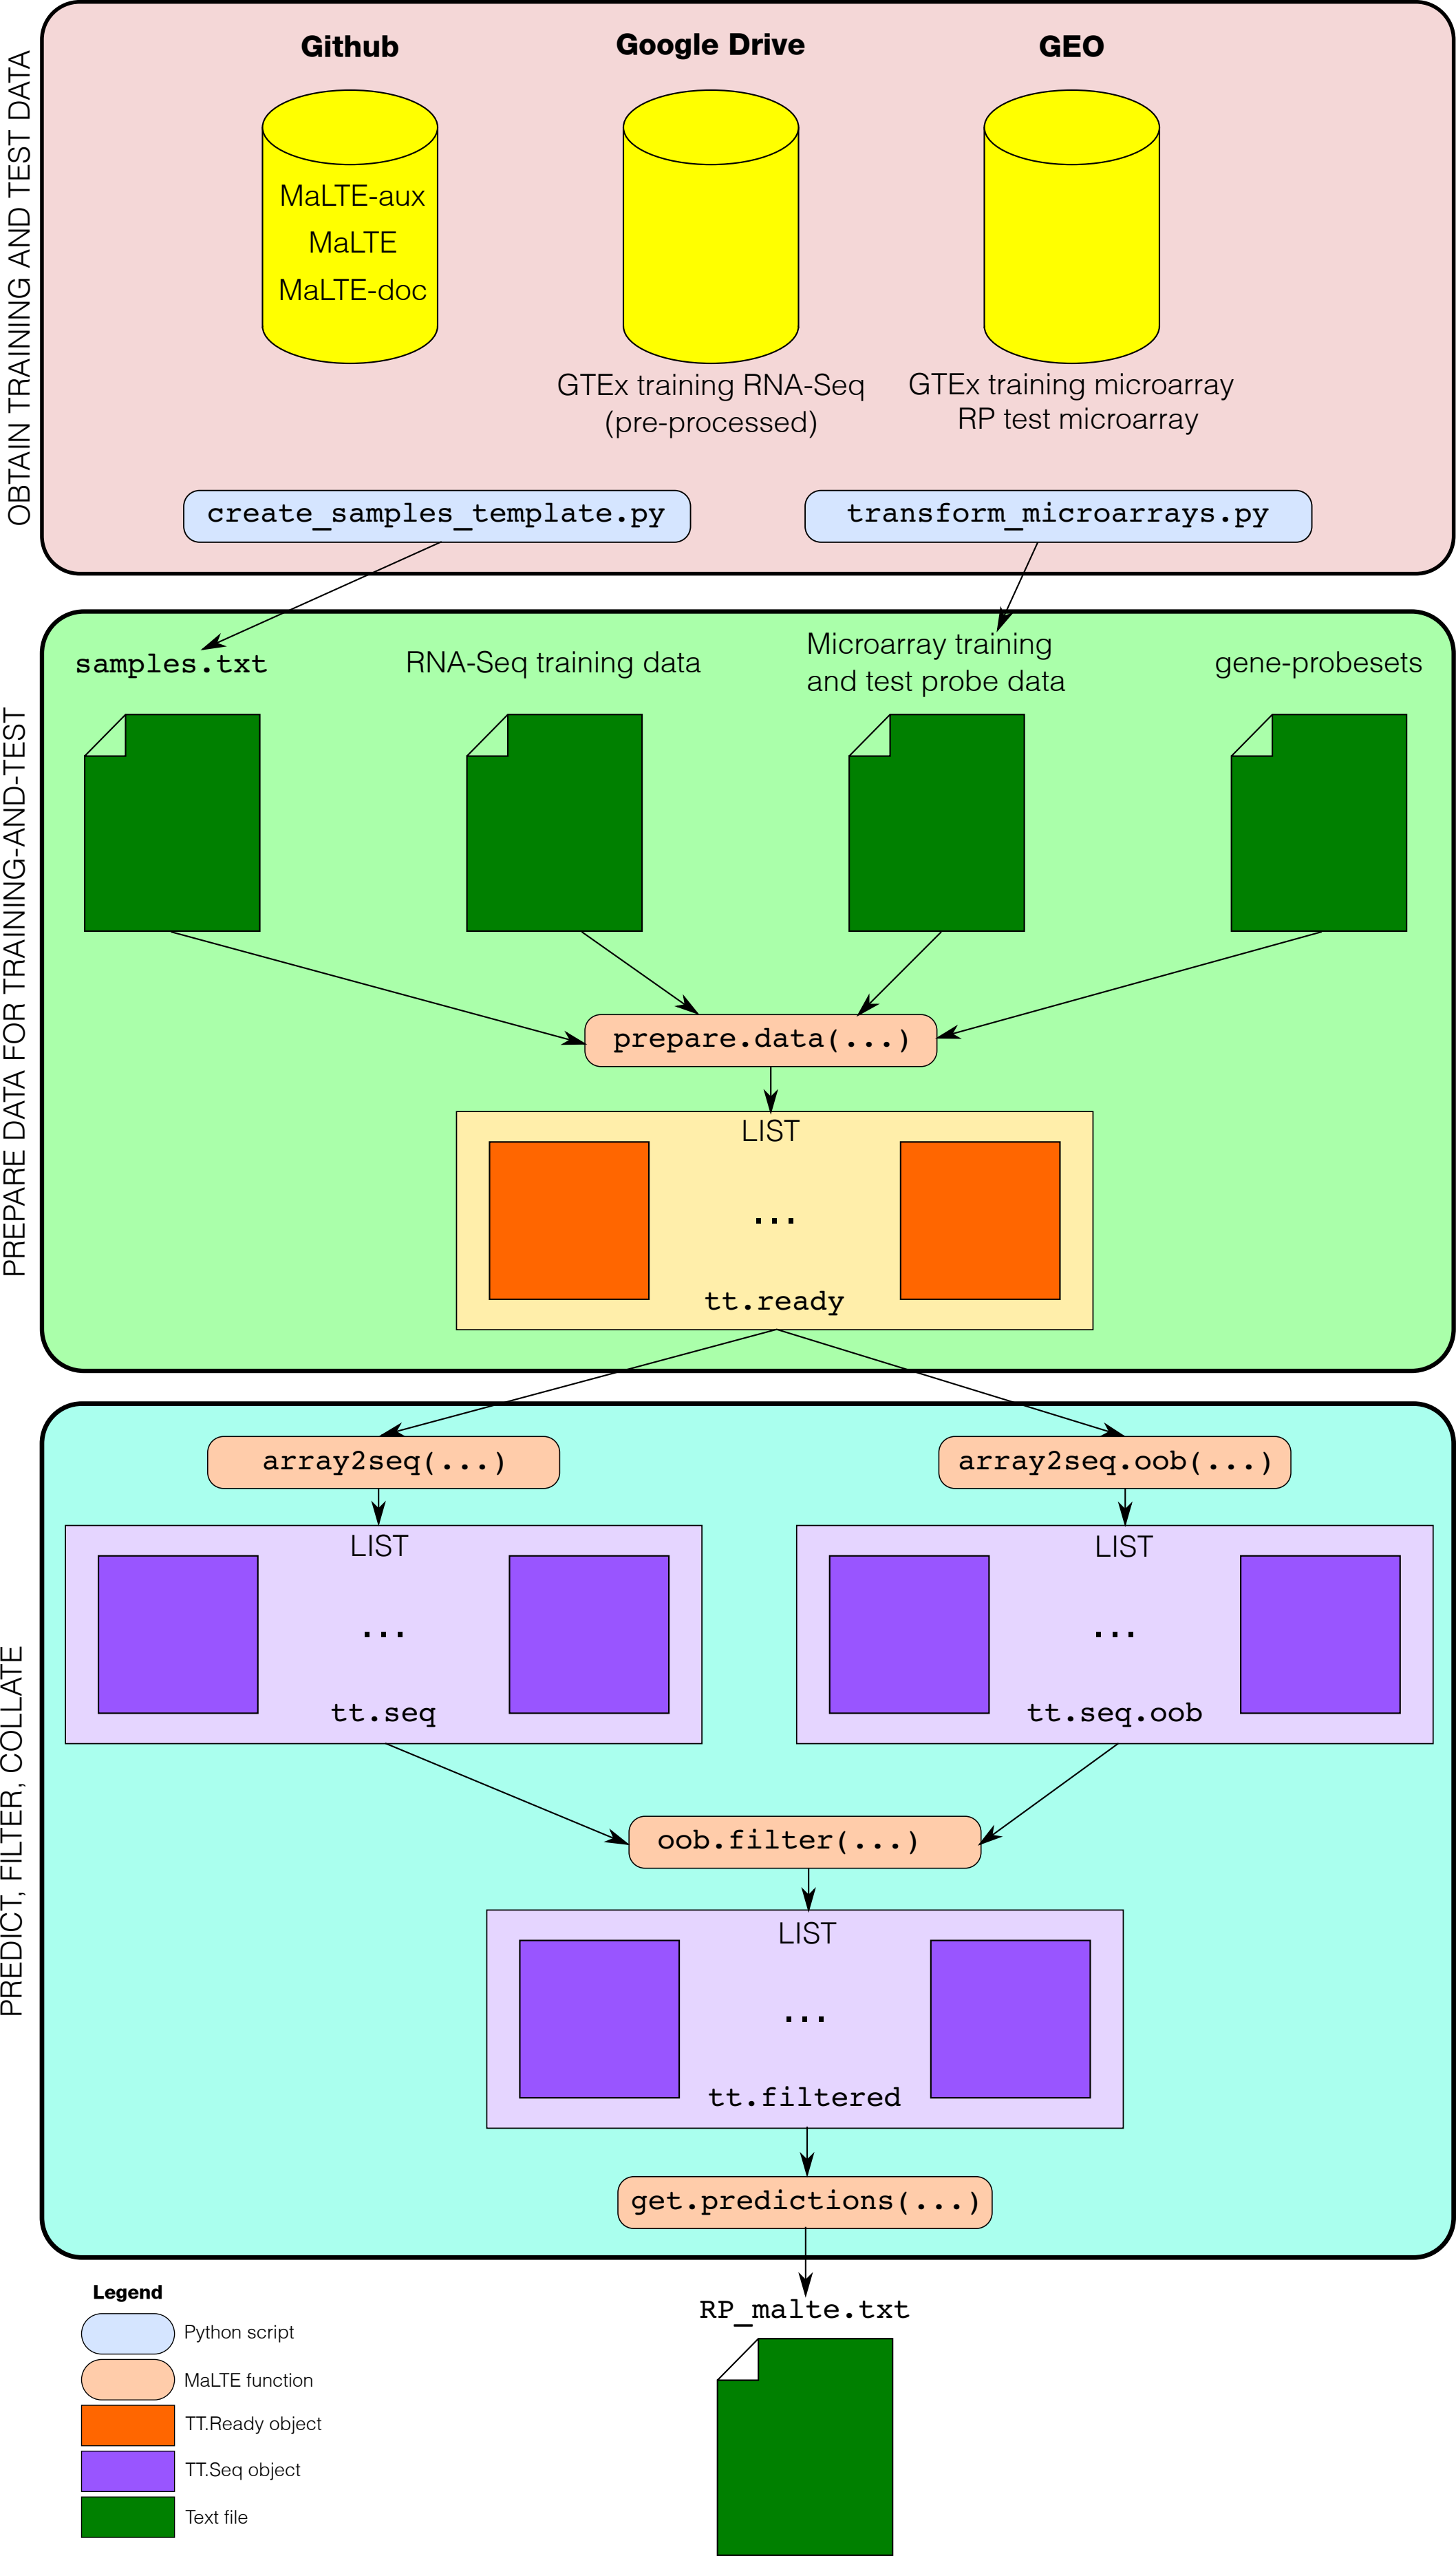 OBTAIN TRAINING AND TEST DATA
Github
Google Drive
GEO
MaLTE-aux
MaLTE
MaLTE-doc
GTEx training RNA-Seq
(pre-processed)
GTEx training microarray
RP test microarray
create_samples_template.py
transform_microarrays.py
PREPARE DATA FOR TRAINING-AND-TEST
samples.txt
RNA-Seq training data
Microarray training
and test probe data
gene-probesets
prepare.data(...)
LIST
...
tt.ready
PREDICT, FILTER, COLLATE
array2seq(...)
array2seq.oob(...)
LIST
...
tt.seq
LIST
...
tt.seq.oob
oob.filter(...)
LIST
...
tt.filtered
get.predictions(...)
RP_malte.txt
Legend
Python script
MaLTE function
TT.Ready object
TT.Seq object
Text file